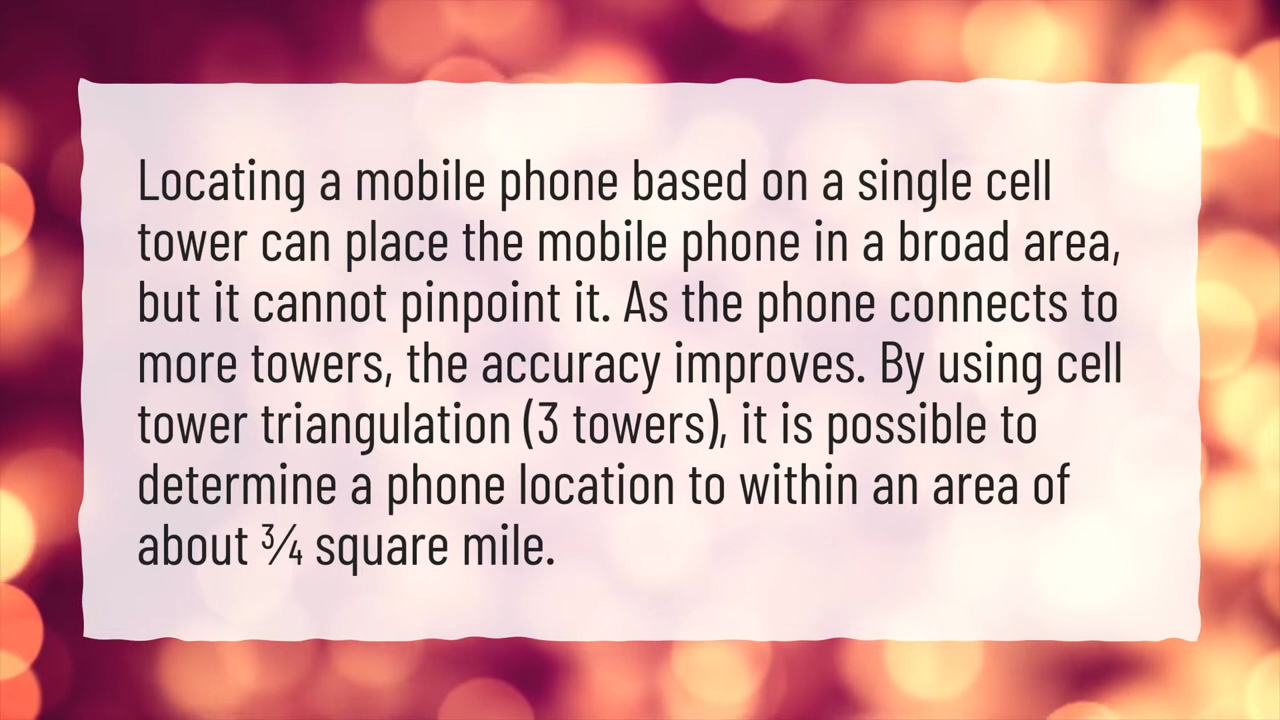 Locating a mobile phone based on a single cell
tower can place the mobile phone in a broad area,
but it cannot pinpoint it. As the phone connects to
more towers, the accuracy improves. By using cell
tower triangulation (3 towers), it is possible to
determine a phone location to within an area of
about ¾ square mile.